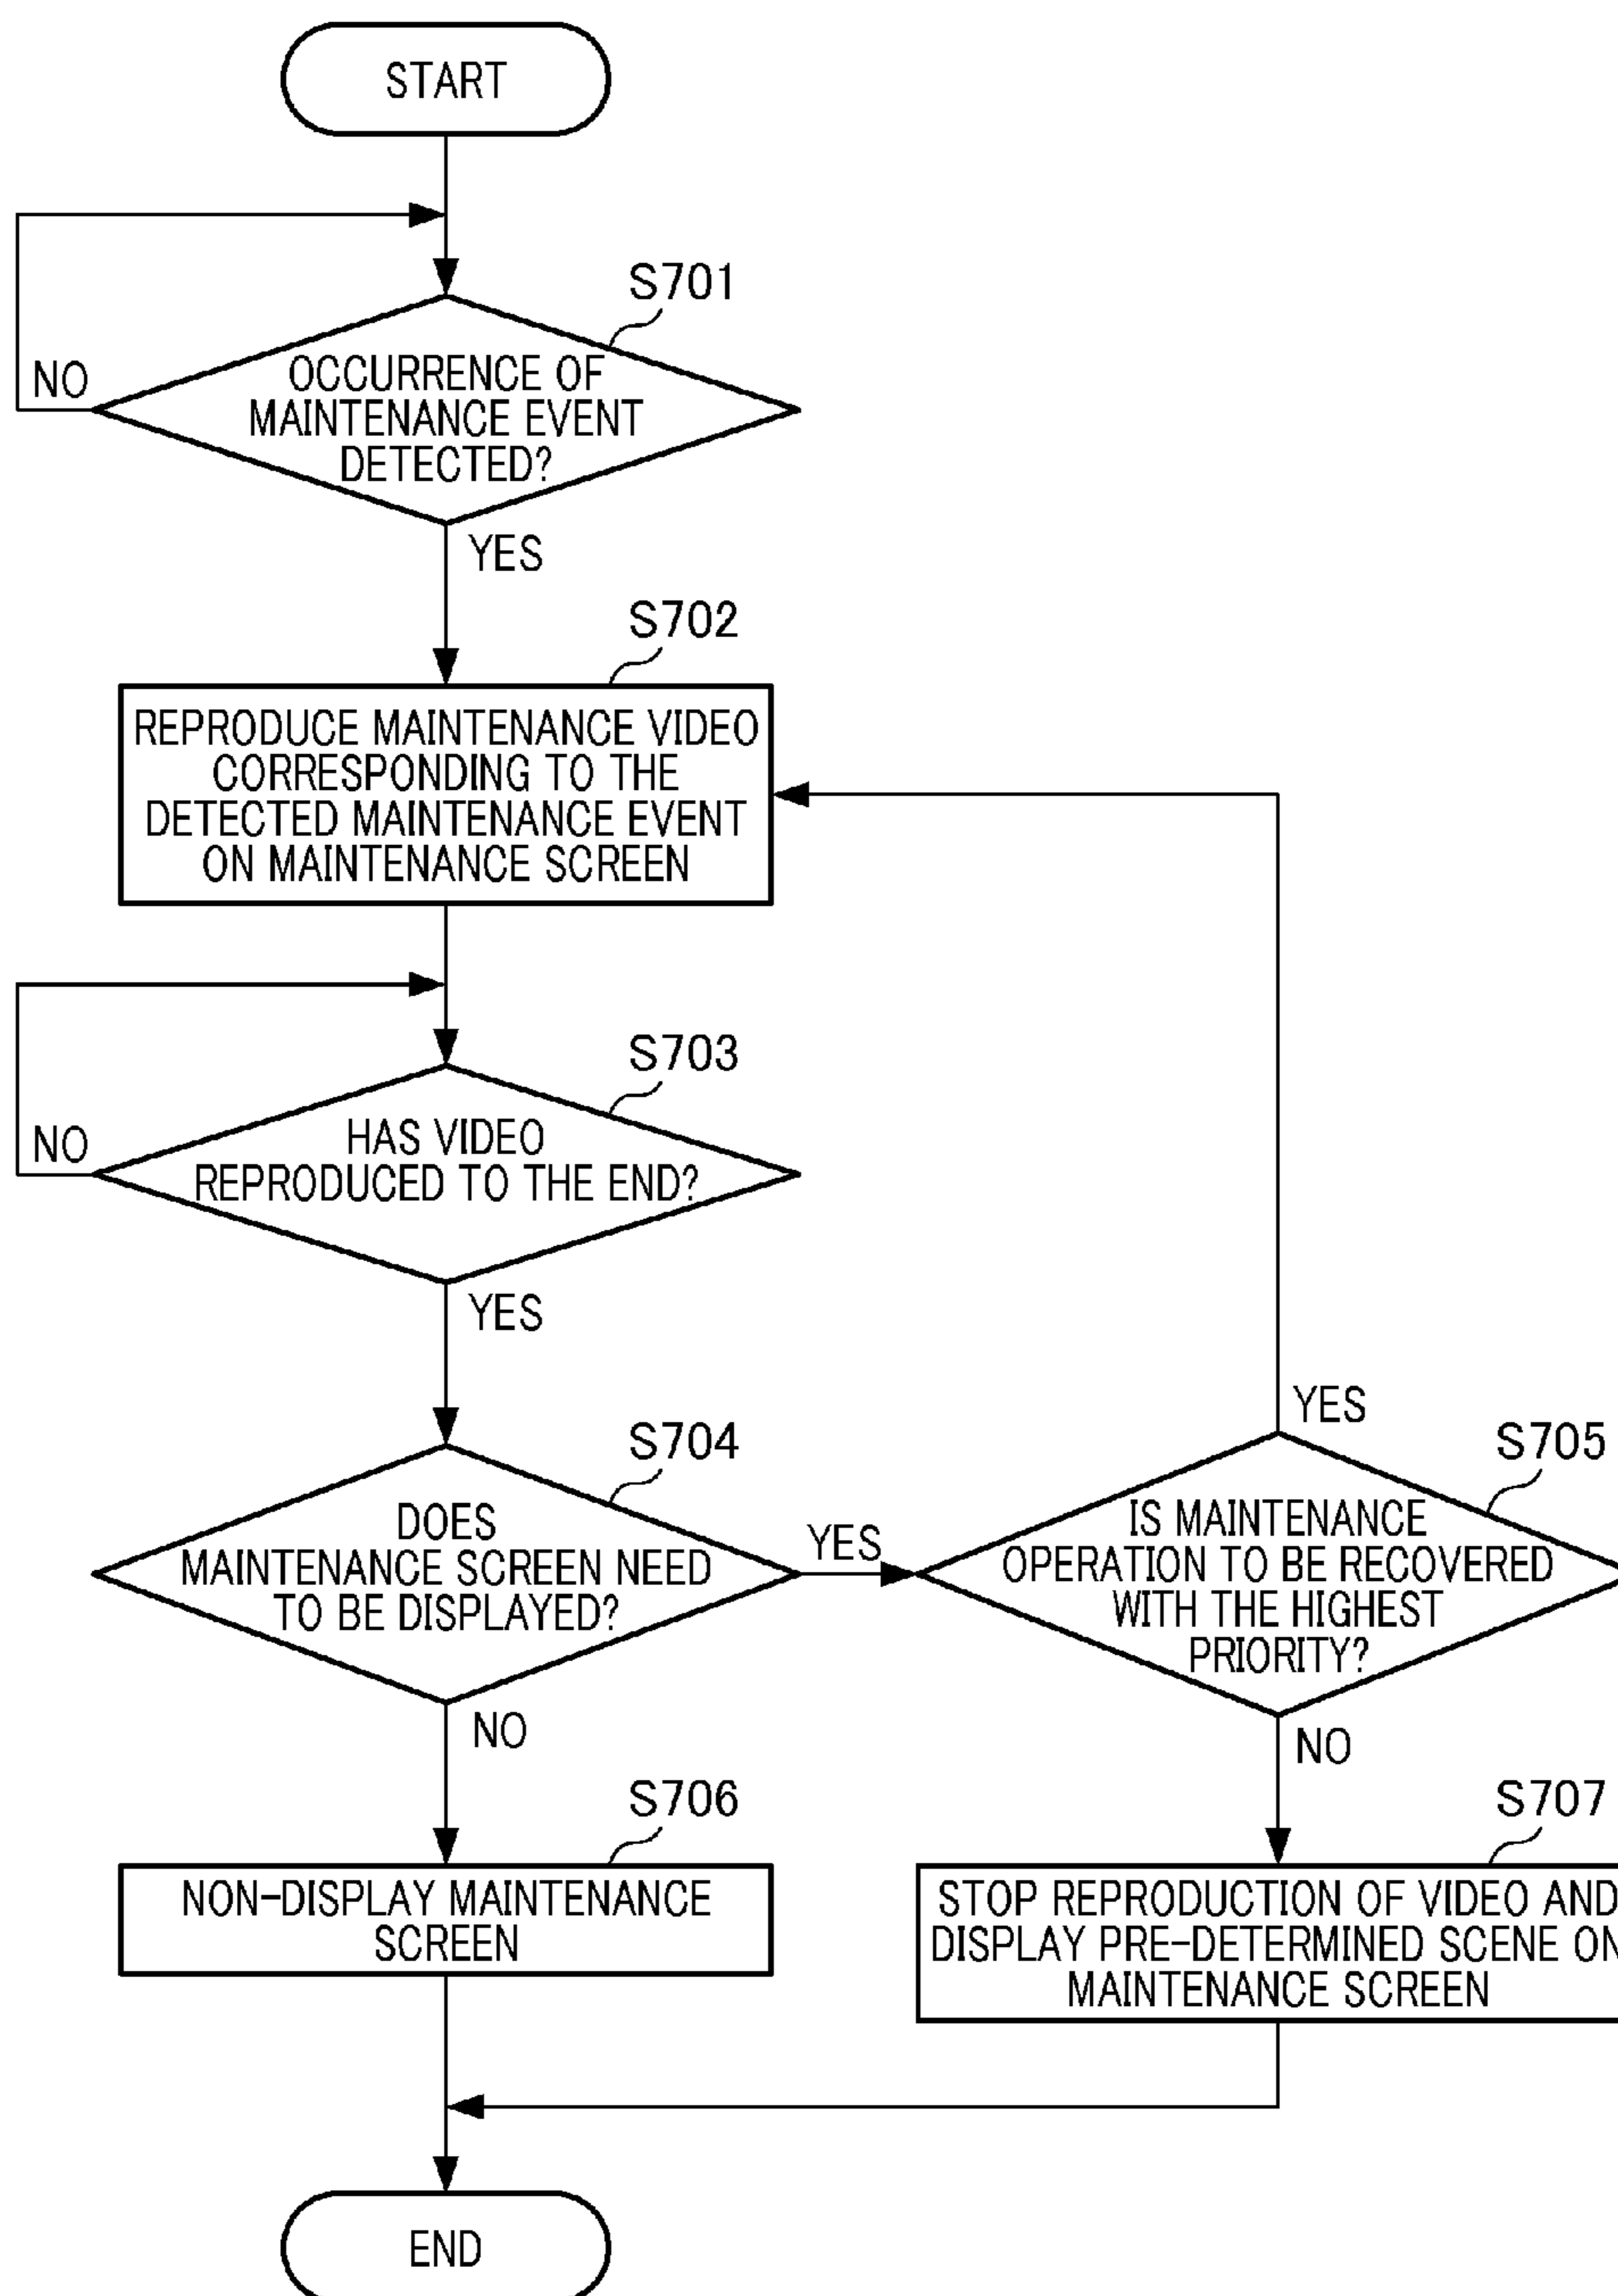 START
S701
OCCURRENCE OF
MAINTENANCE EVENT
DETECTED?
NO
YES
S702
REPRODUCE MAINTENANCE VIDEO
CORRESPONDING TO THE
DETECTED MAINTENANCE EVENT
ON MAINTENANCE SCREEN
S703
HAS VIDEO
REPRODUCED TO THE END?
NO
YES
S704
DOES
MAINTENANCE SCREEN NEED
TO BE DISPLAYED?
YES
NO
S705
IS MAINTENANCE
OPERATION TO BE RECOVERED
WITH THE HIGHEST
PRIORITY?
YES
NO
S706
NON-DISPLAY MAINTENANCE
SCREEN
S707
STOP REPRODUCTION OF VIDEO AND
DISPLAY PRE-DETERMINED SCENE ON
MAINTENANCE SCREEN
END